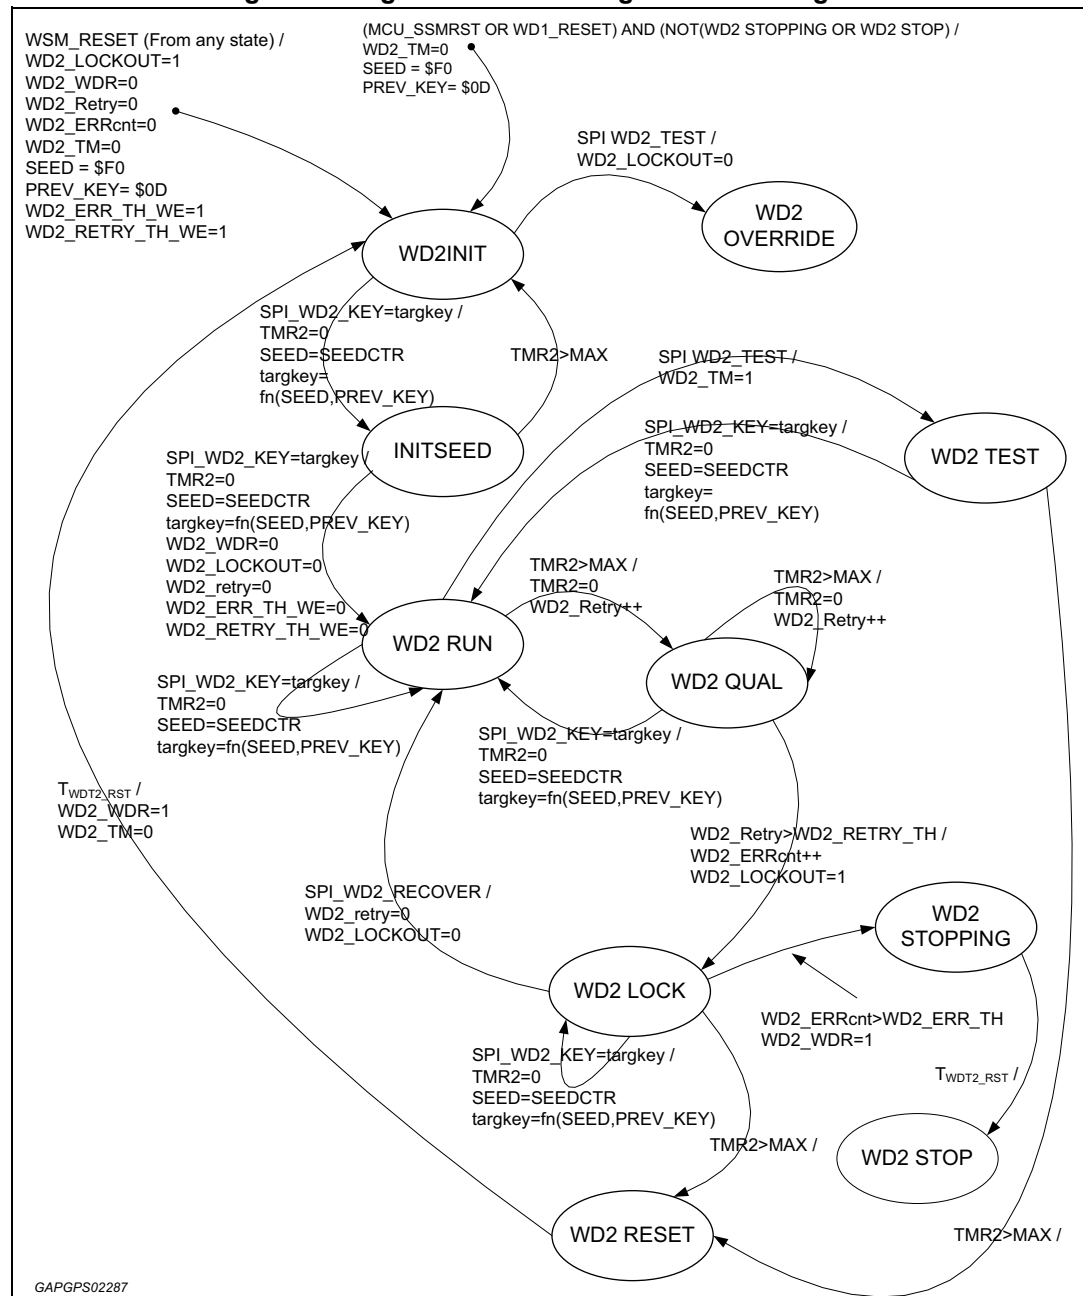 WSM_RESET (From any state) /
WD2_LOCKOUT=1
WD2_WDR=0
WD2_Retry=0
WD2_ERRcnt=0
WD2_TM=0
SEED = $F0
PREV_KEY= $0D
WD2_ERR_TH_WE=1
WD2_RETRY_TH_WE=1
(MCU_SSMRST OR WD1_RESET) AND (NOT(WD2 STOPPING OR WD2 STOP) /
WD2_TM=0
SEED = $F0
PREV_KEY= $0D
SPI WD2_TEST /
WD2_LOCKOUT=0
WD2
OVERRIDE
WD2INIT
SPI_WD2_KEY=targkey /
TMR2=0
SEED=SEEDCTR
targkey=
fn(SEED,PREV_KEY)
TMR2>MAX
SPI WD2_TEST /
WD2_TM=1
INITSEED
SPI_WD2_KEY=targkey /
TMR2=0
SEED=SEEDCTR
targkey=
fn(SEED,PREV_KEY)
WD2 TEST
SPI_WD2_KEY=targkey /
TMR2=0
SEED=SEEDCTR
targkey=fn(SEED,PREV_KEY)
WD2_WDR=0
WD2_LOCKOUT=0
WD2_retry=0
WD2_ERR_TH_WE=0
WD2_RETRY_TH_WE=0
TMR2>MAX /
TMR2=0
WD2_Retry++
TMR2>MAX /
TMR2=0
WD2_Retry++
WD2 RUN
WD2 QUAL
SPI_WD2_KEY=targkey /
TMR2=0
SEED=SEEDCTR
targkey=fn(SEED,PREV_KEY)
SPI_WD2_KEY=targkey /
TMR2=0
SEED=SEEDCTR
targkey=fn(SEED,PREV_KEY)
TWDT2_RST /
WD2_WDR=1
WD2_TM=0
WD2_Retry>WD2_RETRY_TH /
WD2_ERRcnt++
WD2_LOCKOUT=1
SPI_WD2_RECOVER /
WD2_retry=0
WD2_LOCKOUT=0
WD2
STOPPING
WD2 LOCK
WD2_ERRcnt>WD2_ERR_TH
WD2_WDR=1
SPI_WD2_KEY=targkey /
TMR2=0
SEED=SEEDCTR
targkey=fn(SEED,PREV_KEY)
TWDT2_RST /
TMR2>MAX /
WD2 STOP
WD2 RESET
TMR2>MAX /
GAPGPS02287